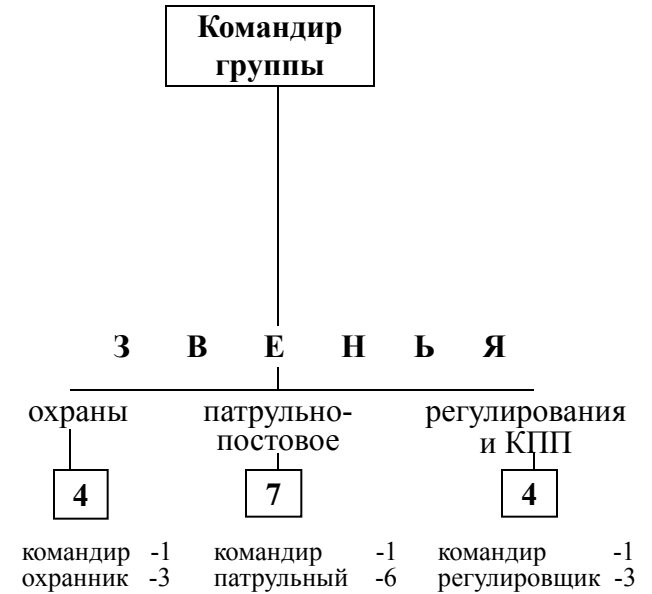 Командир
группы
З В Е Н Ь Я
охраны патрульно- регулирования
постовое и КПП
4 7 4
командир -1 командир -1 командир -1
охранник -3 патрульный -6 регулировщик -3